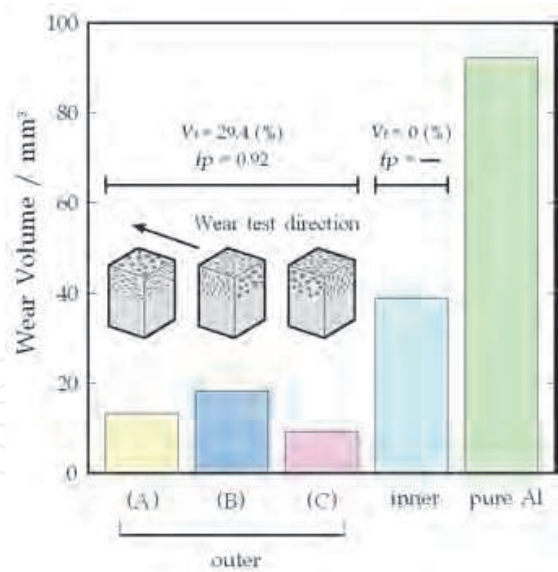 Wear Volume / mm³
100
80
60
40
20
0
Vf = 29.4 (%)
fp = 0.92
Vf = 0 (%)
fp = —
Wear test direction
(A) (B) (C) inner pure Al
outer